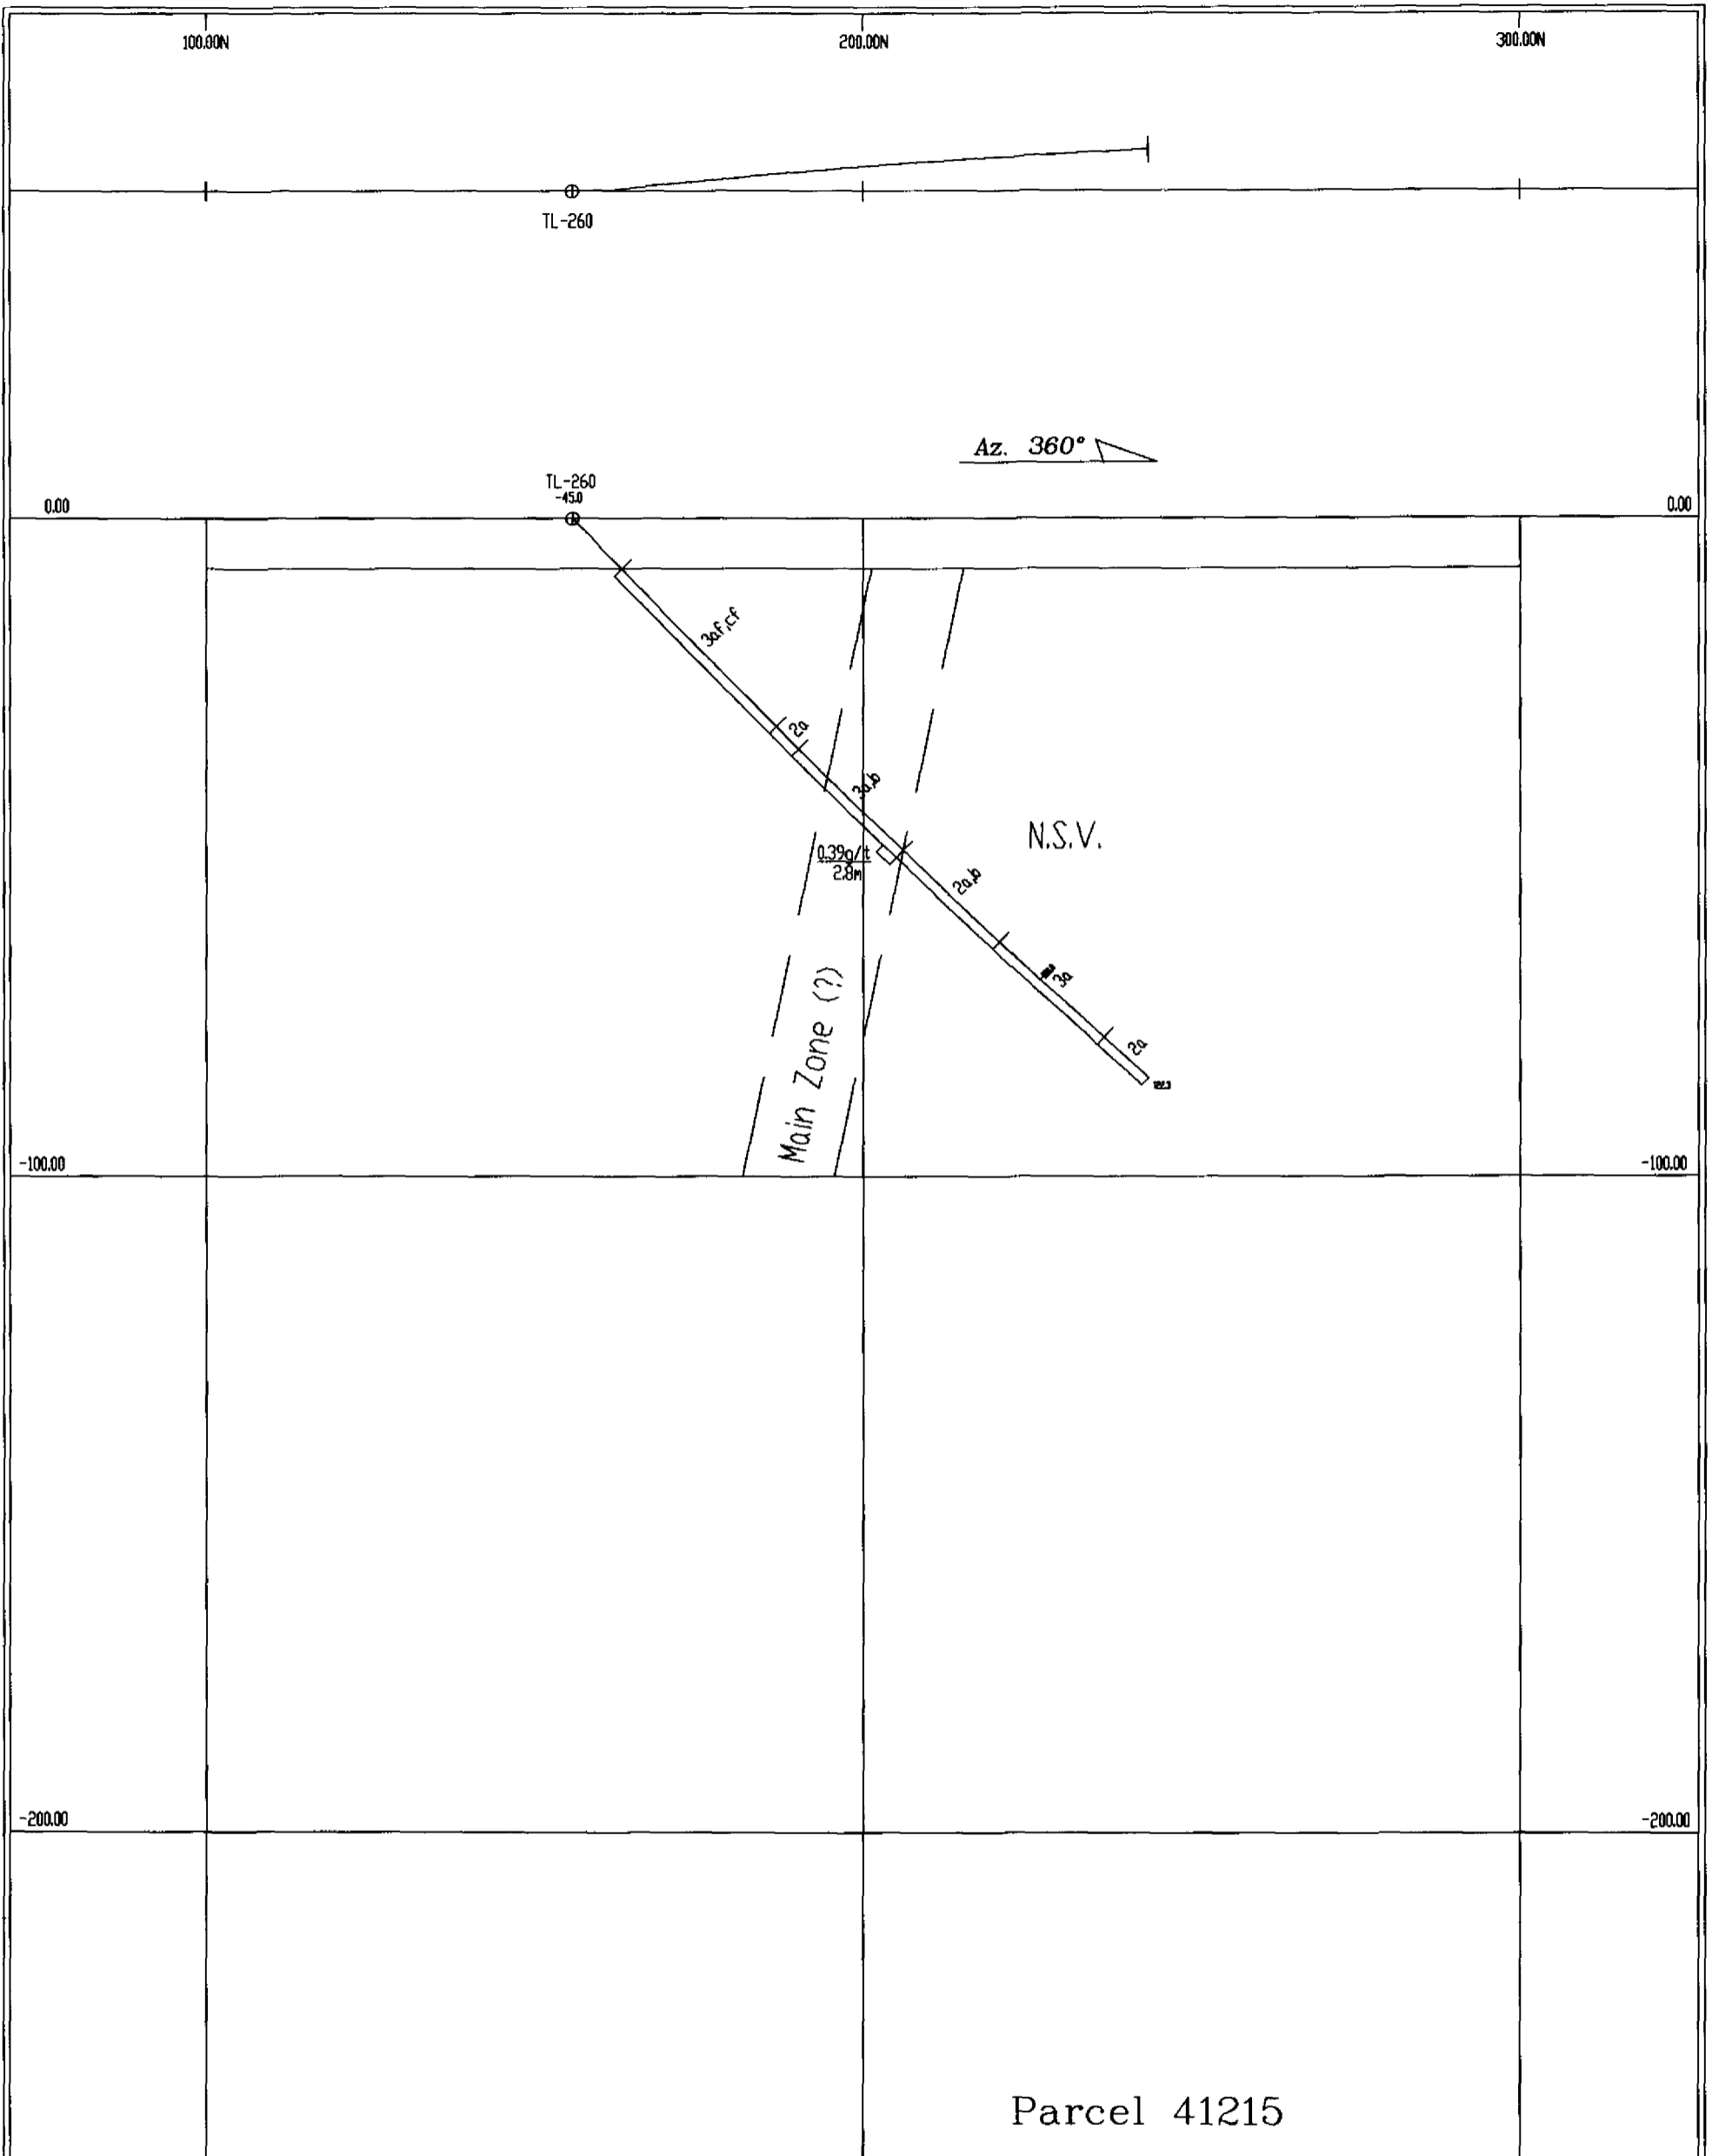 100.00N 200.00N 300.00N
TL-260
Az. 360°
TL-260
-45.0
0.00 0.00
3af,cf
2a
3a,b
N.S.V.
0.39g/t
2.8m
2a,b
3a
Main Zone (?)
2a
-100.00 -100.00
-200.00 -200.00
Parcel 41215